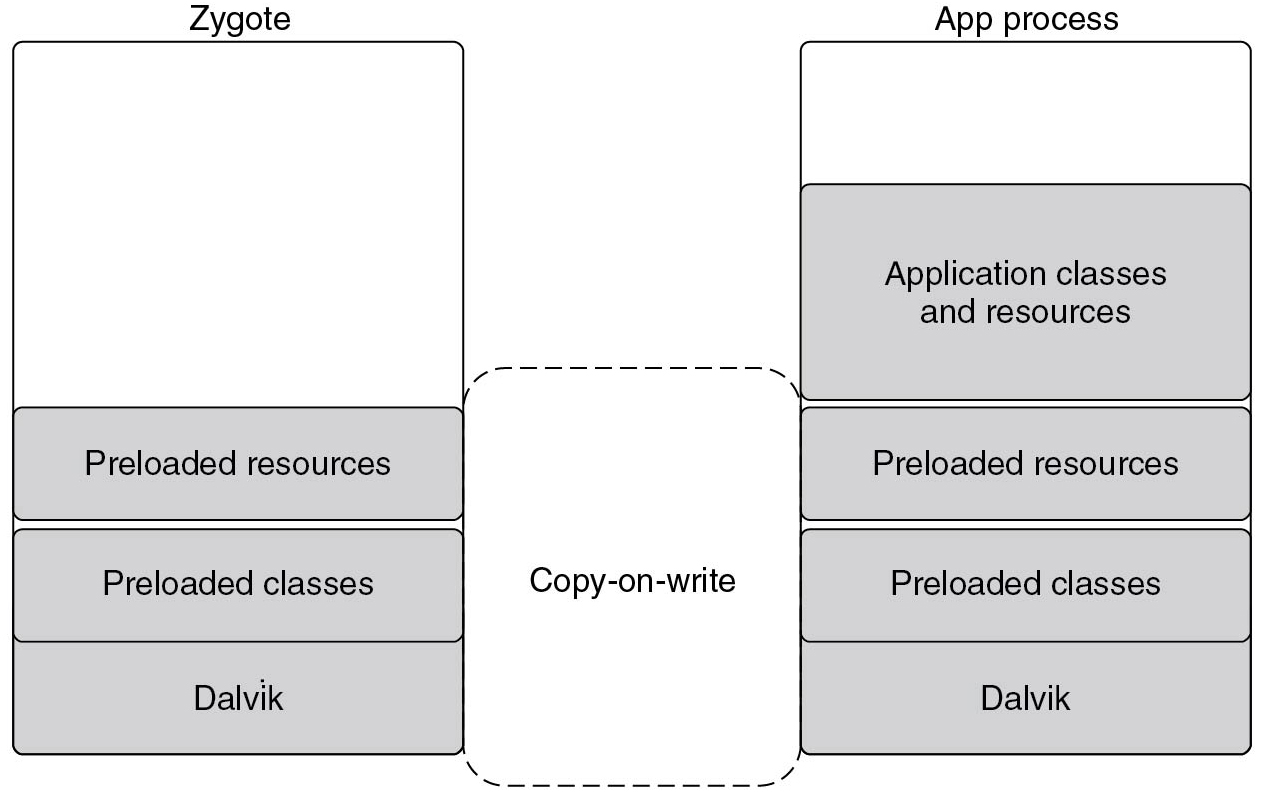 Zygote
App process
Application classes
and resources
Preloaded resources
Preloaded resources
Copy-on-write
Preloaded classes
Preloaded classes
Dalvik
Dalvik